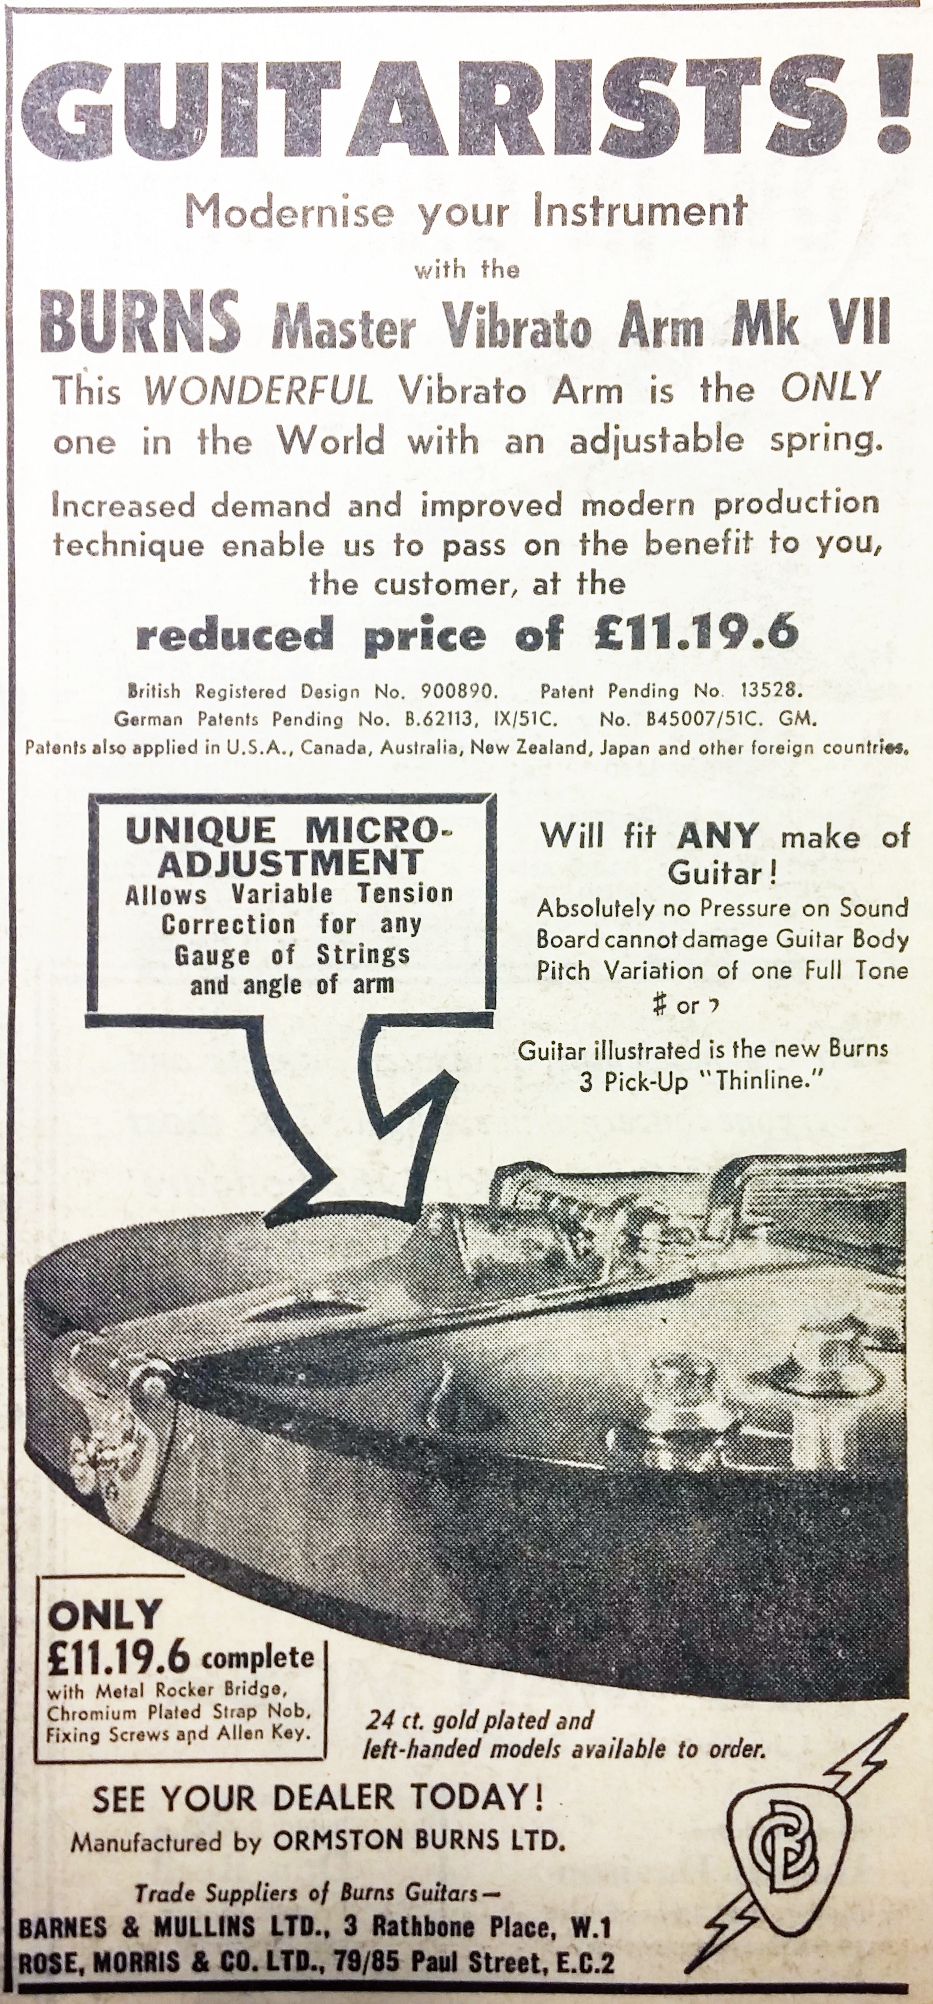 GUITARISTS!
Modernise your Instrument
with the
BURNS Master Vibrato Arm Mk VII
This WONDERFUL Vibrato Arm is the ONLY
one in the World with an adjustable spring.
Increased demand and improved modern production
technique enable us to pass on the benefit to you,
the customer, at the
reduced price of £11.19.6
British Registered Design No. 900890. Patent Pending No. 13528.
German Patents Pending No. B.62113, IX/51C. No. B45007/51C. GM.
Patents also applied in U.S.A., Canada, Australia, New Zealand, Japan and other foreign countries.
UNIQUE MICRO-
ADJUSTMENT
Allows Variable Tension
Correction for any
Gauge of Strings
and angle of arm
Will fit ANY make of
Guitar!
Absolutely no Pressure on Sound
Board cannot damage Guitar Body
Pitch Variation of one Full Tone
♯ or ♭
Guitar illustrated is the new Burns
3 Pick-Up "Thinline."
ONLY
£11.19.6 complete
with Metal Rocker Bridge,
Chromium Plated Strap Nob,
Fixing Screws and Allen Key.
24 ct. gold plated and
left-handed models available to order.
SEE YOUR DEALER TODAY!
Manufactured by ORMSTON BURNS LTD.
Trade Suppliers of Burns Guitars—
BARNES & MULLINS LTD., 3 Rathbone Place, W.1
ROSE, MORRIS & CO. LTD., 79/85 Paul Street, E.C.2